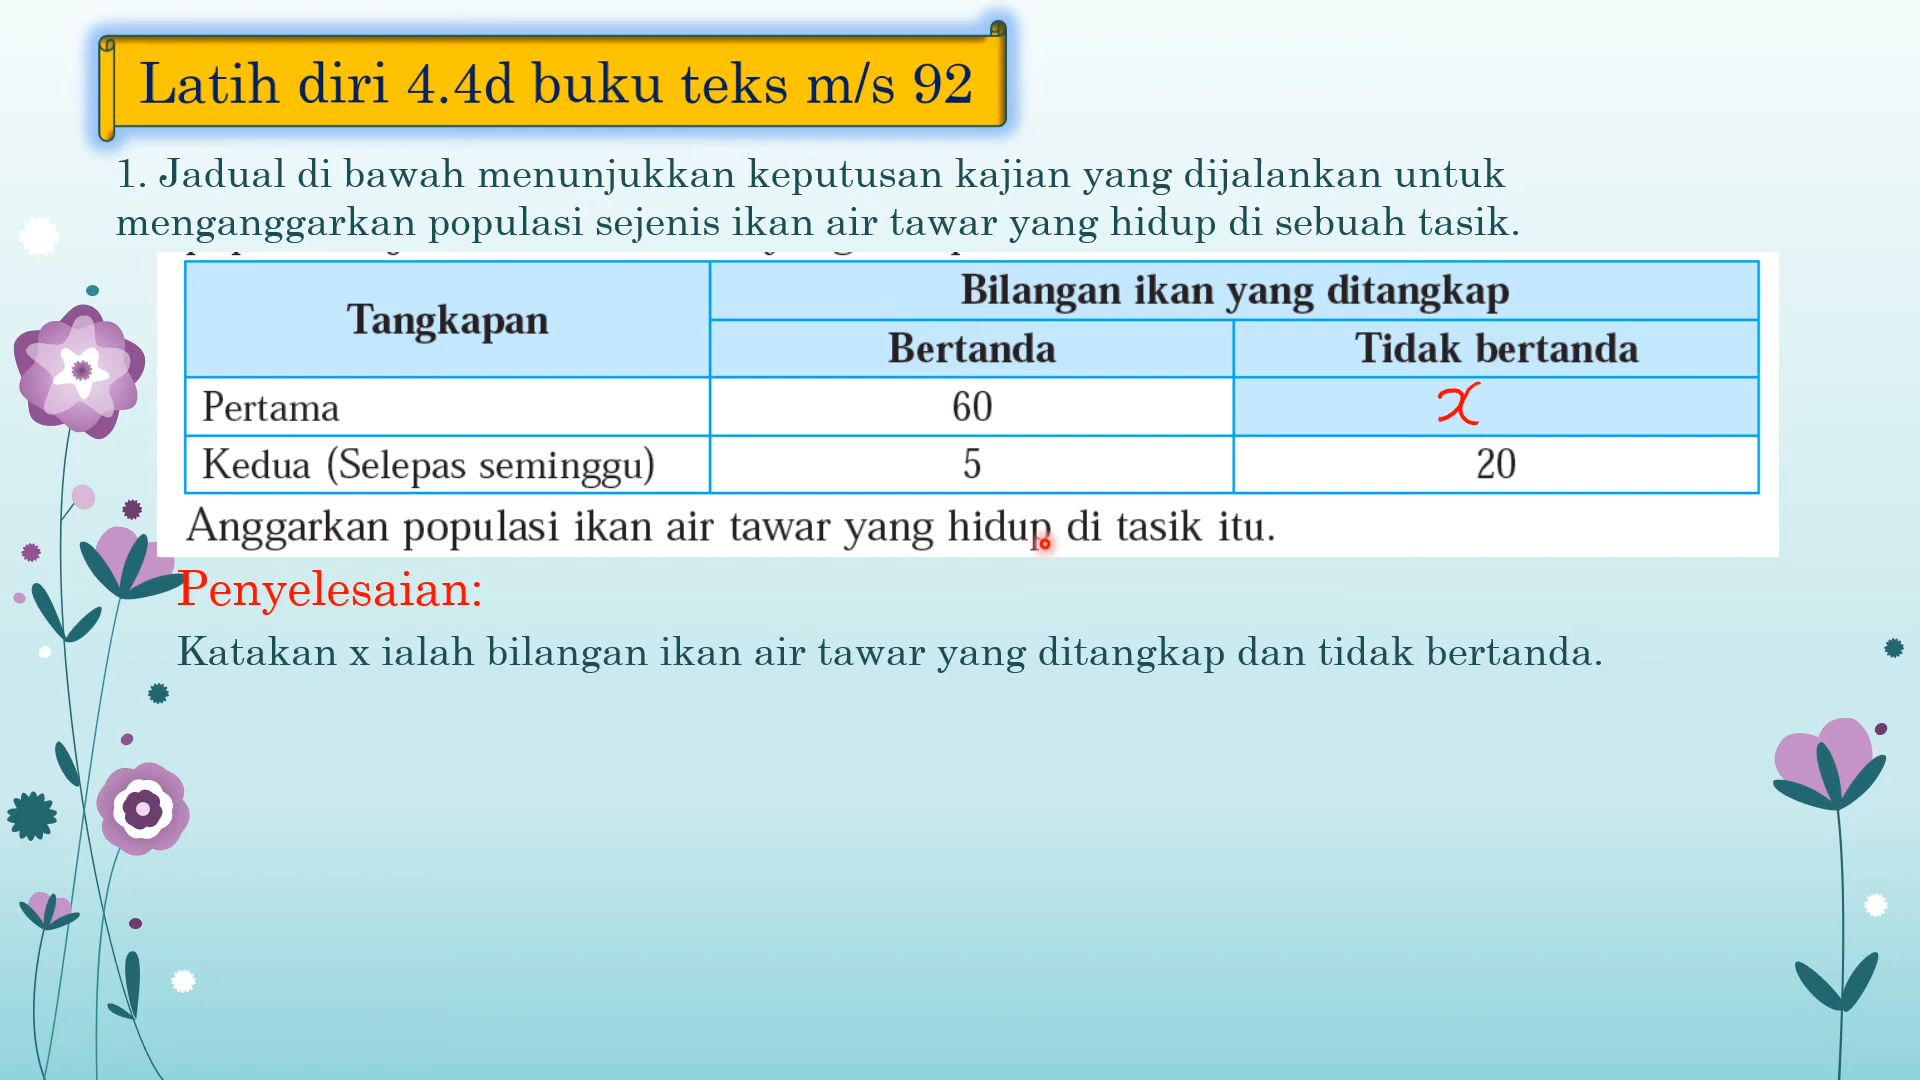 Latih diri 4.4d buku teks m/s 92
1. Jadual di bawah menunjukkan keputusan kajian yang dijalankan untuk
menganggarkan populasi sejenis ikan air tawar yang hidup di sebuah tasik.
Tangkapan
Bilangan ikan yang ditangkap
Bertanda Tidak bertanda
Pertama 60 x
Kedua (Selepas seminggu) 5 20
Anggarkan populasi ikan air tawar yang hidup di tasik itu.
Penyelesaian:
Katakan x ialah bilangan ikan air tawar yang ditangkap dan tidak bertanda.